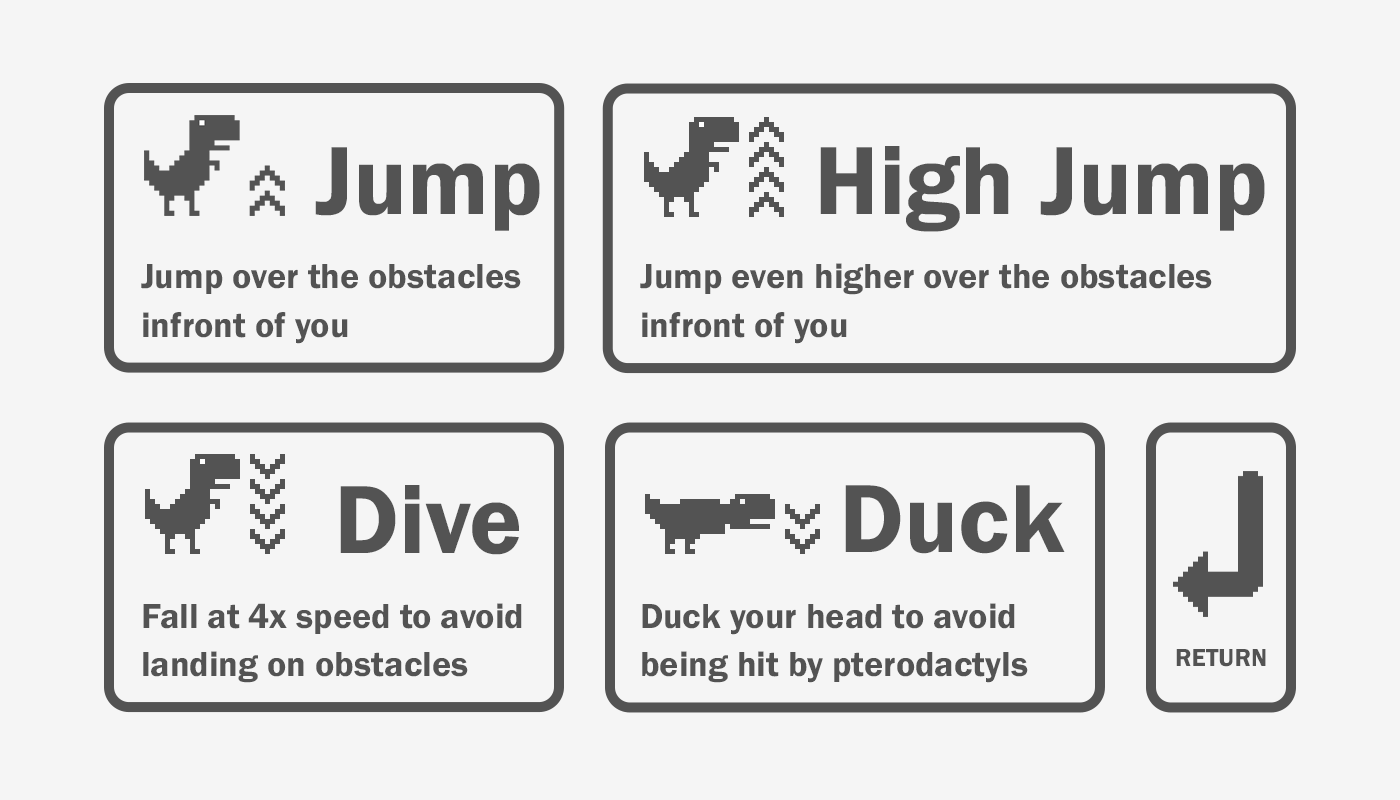 Jump
Jump over the obstacles
infront of you
High Jump
Jump even higher over the obstacles
infront of you
Dive
Fall at 4x speed to avoid
landing on obstacles
Duck
Duck your head to avoid
being hit by pterodactyls
RETURN